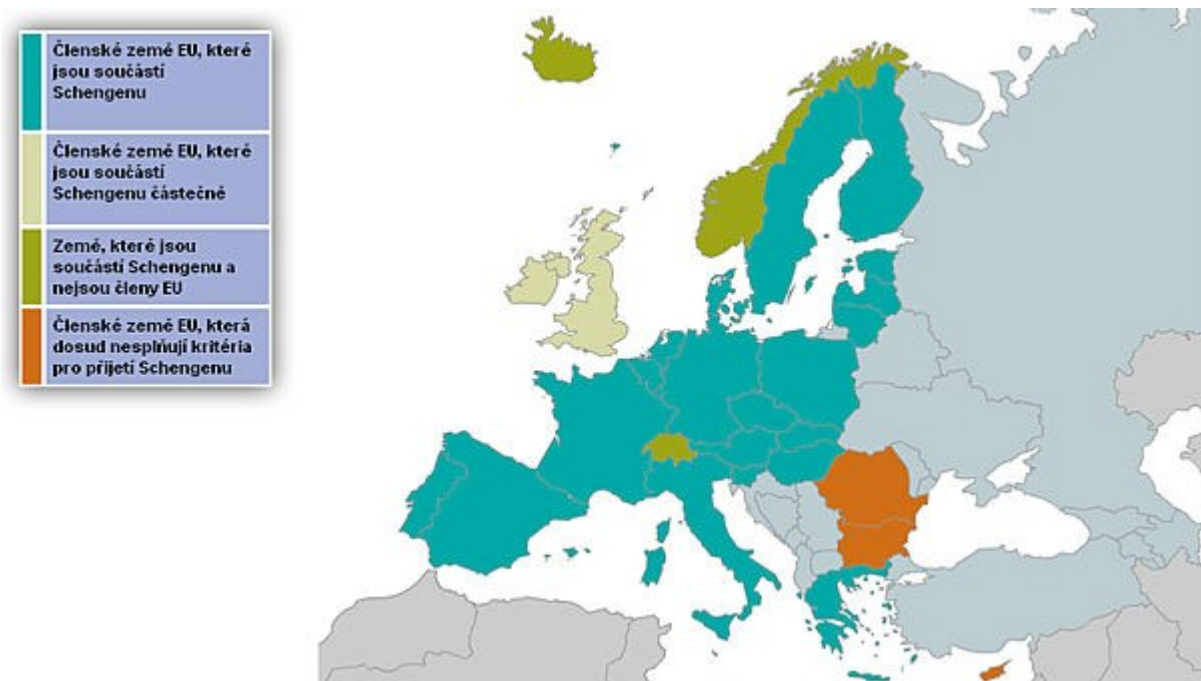 Členské země EU, které
jsou součástí
Schengenu
Členské země EU, které
jsou součástí
Schengenu částečně
Země, které jsou
součástí Schengenu a
nejsou členy EU
Členské země EU, která
dosud nesplňují kritéria
pro přijetí Schengenu